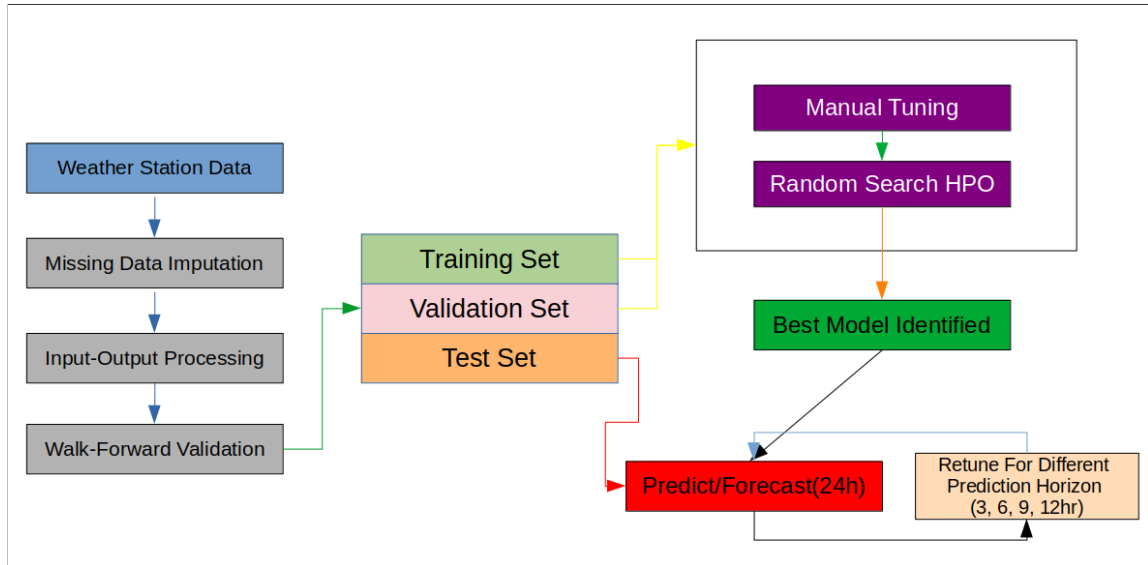 Weather Station Data
Missing Data Imputation
Input-Output Processing
Walk-Forward Validation
Training Set
Validation Set
Test Set
Manual Tuning
Random Search HPO
Best Model Identified
Predict/Forecast(24h)
Retune For Different
Prediction Horizon
(3, 6, 9, 12hr)